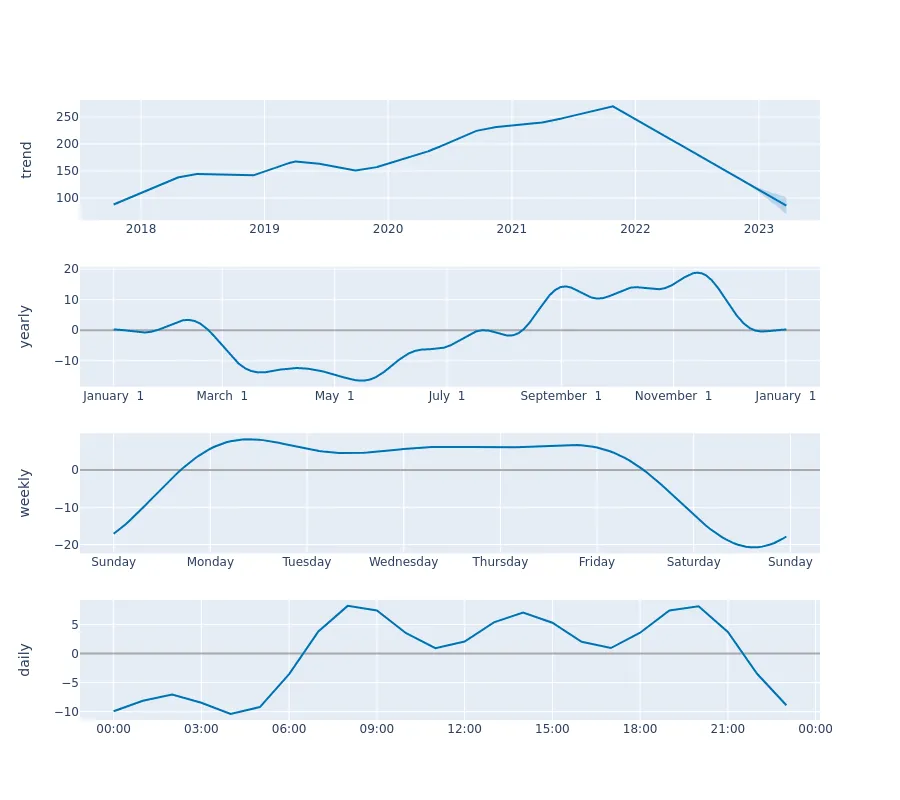 trend
250
200
150
100
2018 2019 2020 2021 2022 2023
yearly
20
10
0
−10
January 1 March 1 May 1 July 1 September 1 November 1 January 1
weekly
0
−10
−20
Sunday Monday Tuesday Wednesday Thursday Friday Saturday Sunday
daily
5
0
−5
−10
00:00 03:00 06:00 09:00 12:00 15:00 18:00 21:00 00:00